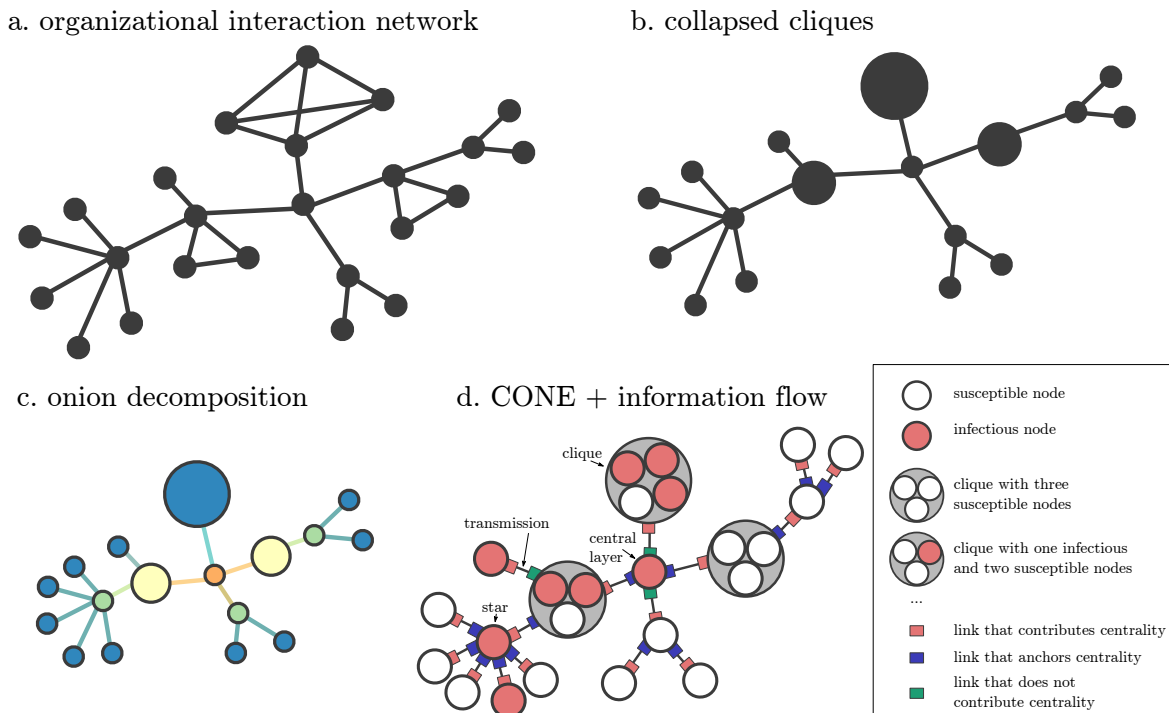 a. organizational interaction network
b. collapsed cliques
c. onion decomposition
d. CONE + information flow
clique
transmission
central
layer
star
susceptible node
infectious node
clique with three
susceptible nodes
clique with one infectious
and two susceptible nodes
...
link that contributes centrality
link that anchors centrality
link that does not
contribute centrality